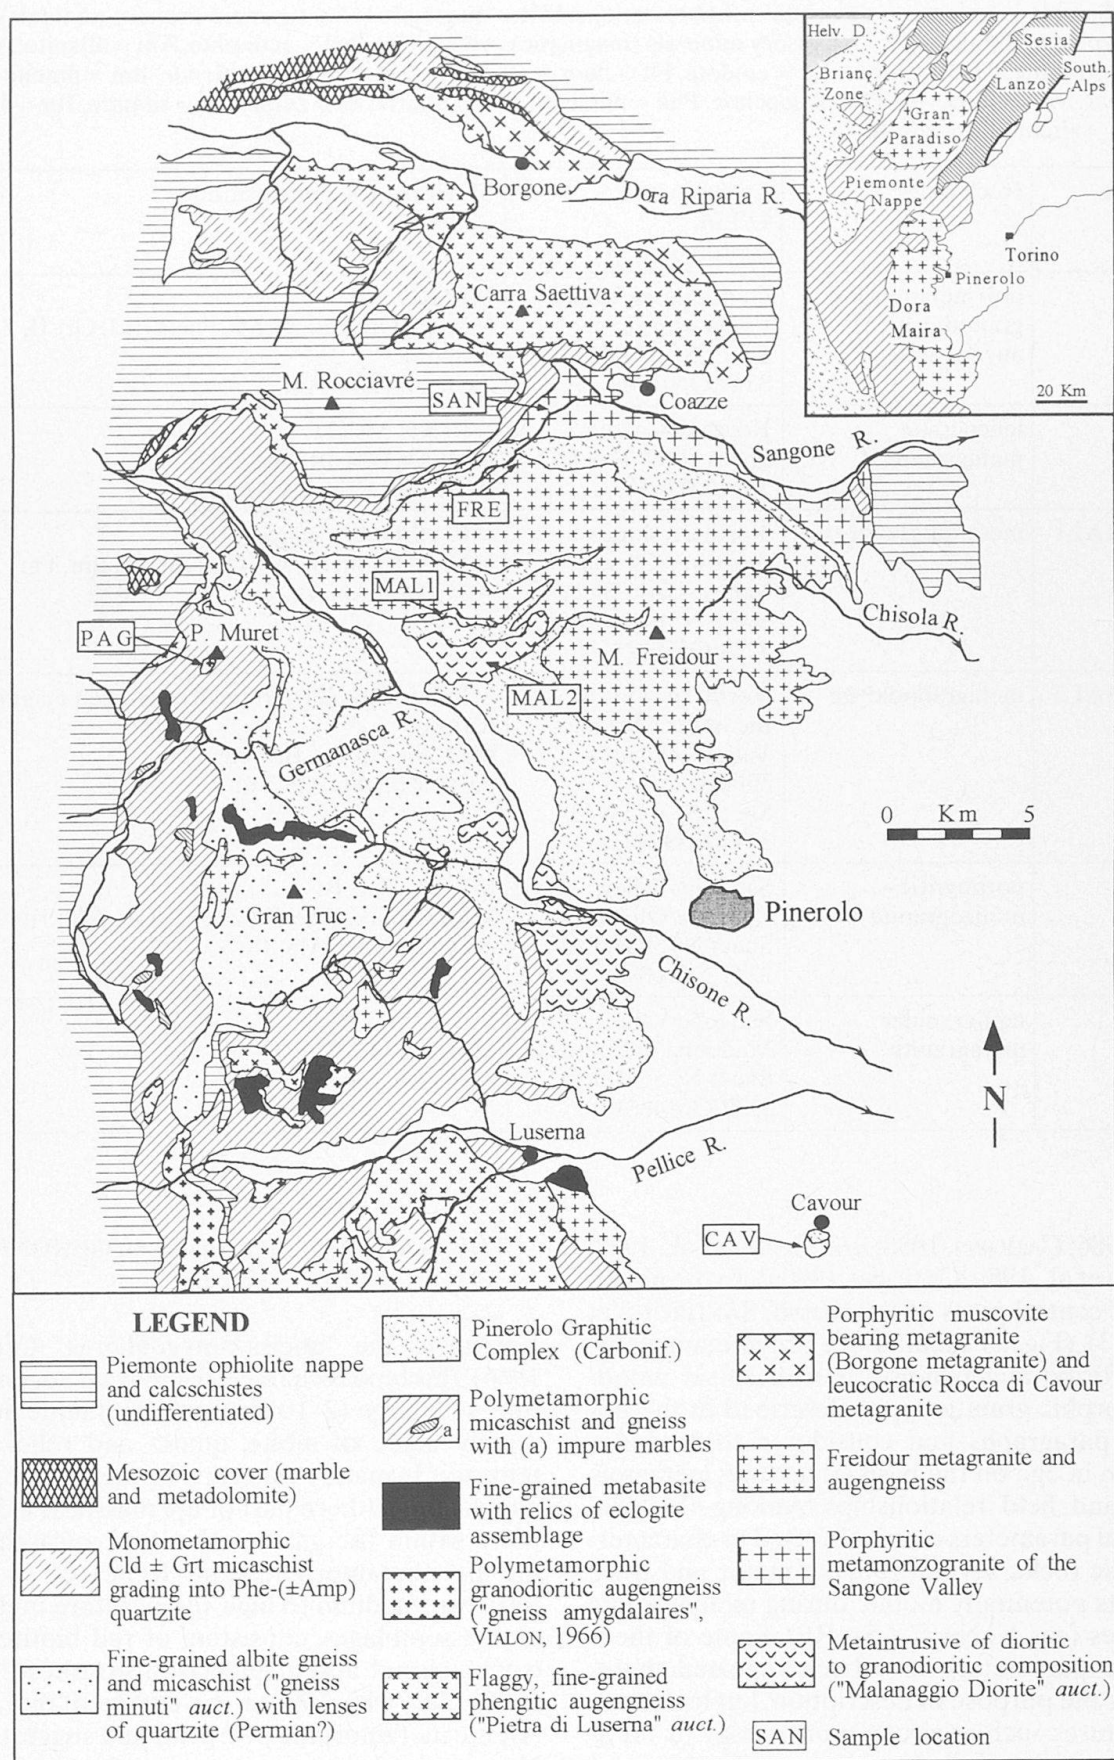 Helv. D.
Sesia
Brianç.
Zone
Lanzo
South.
Alps
Gran
Paradiso
Piemonte
Nappe
Torino
Pinerolo
Dora
Maira
20 Km
Borgone
Dora Riparia R.
Carra Saettiva
M. Rocciavré
SAN
Coazze
Sangone R.
FRE
MAL1
Chisola R.
PAG
P. Muret
M. Freidour
MAL2
Germanasca R.
0 Km 5
Gran Truc
Pinerolo
Chisone R.
N
Luserna
Pellice R.
Cavour
CAV
LEGEND
Piemonte ophiolite nappe
and calcschistes
(undifferentiated)
Mesozoic cover (marble
and metadolomite)
Monometamorphic
Cld ± Grt micaschist
grading into Phe-(±Amp)
quartzite
Fine-grained albite gneiss
and micaschist ("gneiss
minuti" auct.) with lenses
of quartzite (Permian?)
Pinerolo Graphitic
Complex (Carbonif.)
a
Polymetamorphic
micaschist and gneiss
with (a) impure marbles
Fine-grained metabasite
with relics of eclogite
assemblage
Polymetamorphic
granodioritic augengneiss
("gneiss amygdalaires",
VIALON, 1966)
Flaggy, fine-grained
phengitic augengneiss
("Pietra di Luserna" auct.)
Porphyritic muscovite
bearing metagranite
(Borgone metagranite) and
leucocratic Rocca di Cavour
metagranite
Freidour metagranite and
augengneiss
Porphyritic
metamonzogranite of the
Sangone Valley
Metaintrusive of dioritic
to granodioritic composition
("Malanaggio Diorite" auct.)
SAN
Sample location